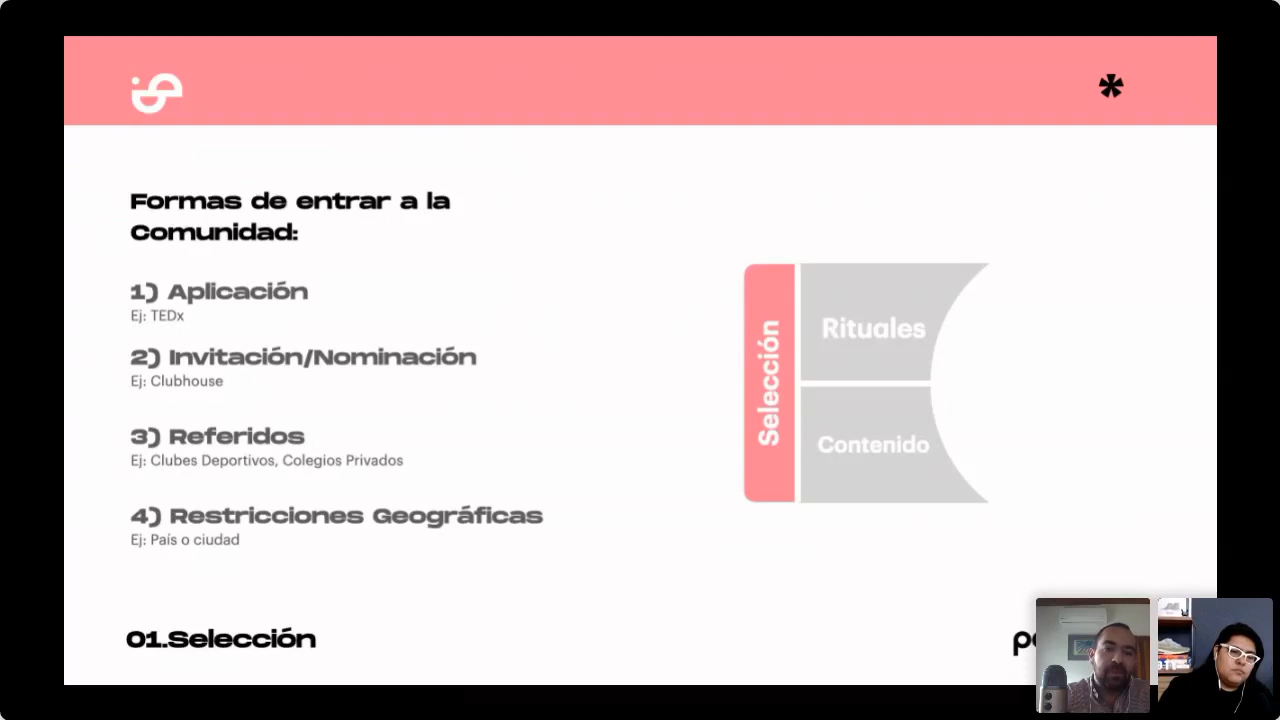 Formas de entrar a la
Comunidad:
1) Aplicación
Ej: TEDx
2) Invitación/Nominación
Ej: Clubhouse
3) Referidos
Ej: Clubes Deportivos, Colegios Privados
4) Restricciones Geográficas
Ej: País o ciudad
Selección
Rituales
Contenido
01.Selección